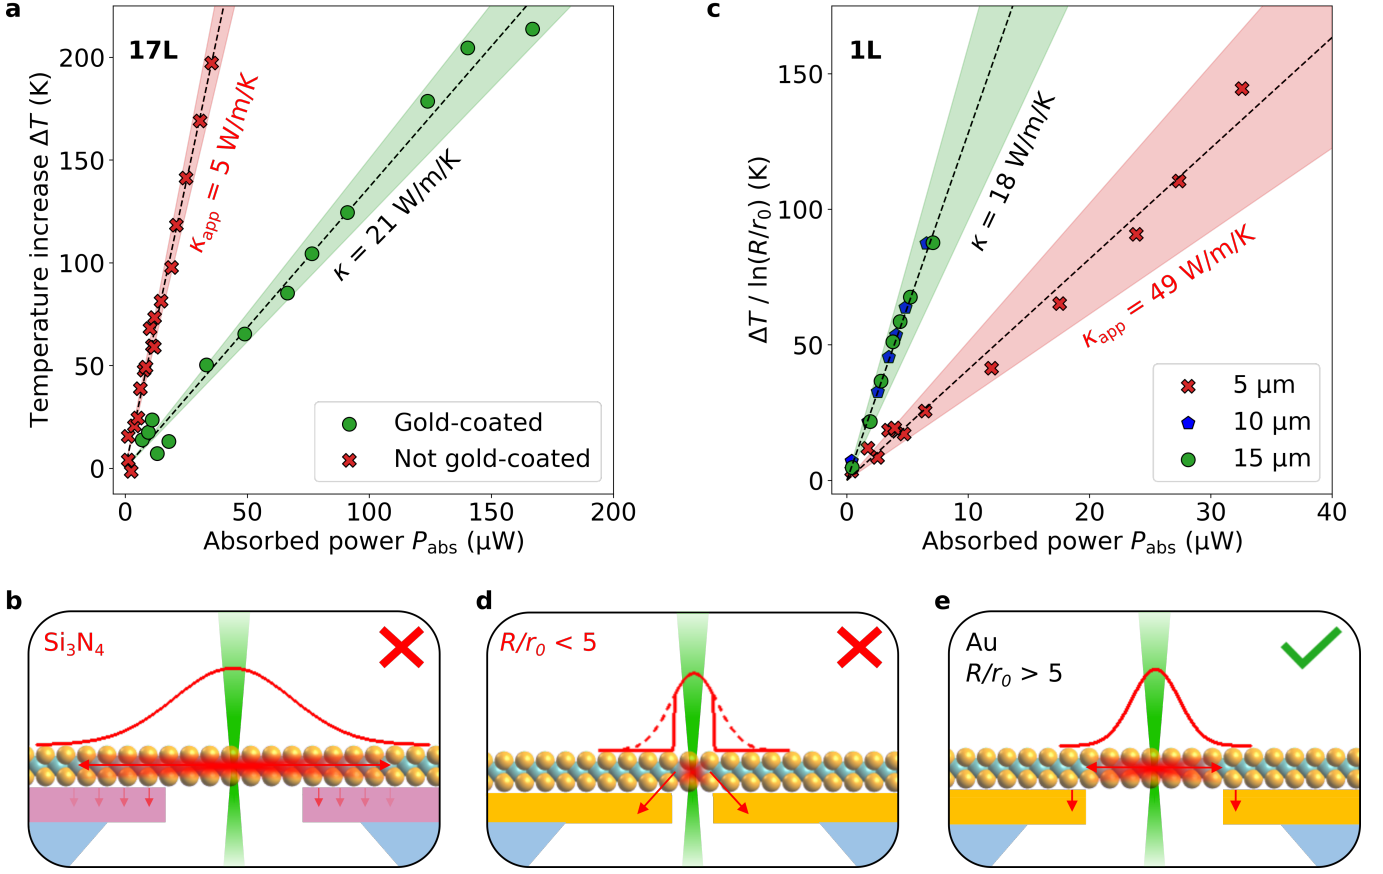 a
17L
Temperature increase ΔT (K)
200
150
100
50
0
κapp = 5 W/m/K
κ = 21 W/m/K
Gold-coated
Not gold-coated
0 50 100 150 200
Absorbed power Pabs (μW)
c
1L
ΔT / ln(R/r0) (K)
150
100
50
0
κ = 18 W/m/K
κapp = 49 W/m/K
5 μm
10 μm
15 μm
0 10 20 30 40
Absorbed power Pabs (μW)
b
Si3N4
d
R/r0 < 5
e
Au
R/r0 > 5